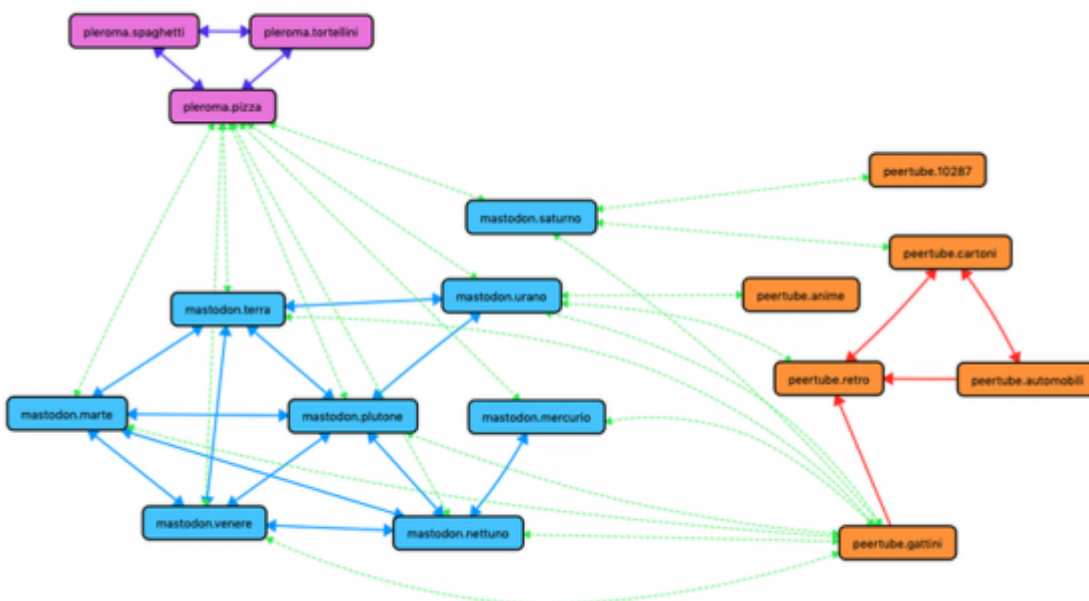 pleroma.spaghetti
pleroma.tortellini
pleroma.pizza
peertube.10287
mastodon.saturno
peertube.cartoni
mastodon.terra
mastodon.urano
peertube.anime
peertube.retro
peertube.automobili
mastodon.marte
mastodon.plutone
mastodon.mercurio
mastodon.venere
mastodon.nettuno
peertube.gattini